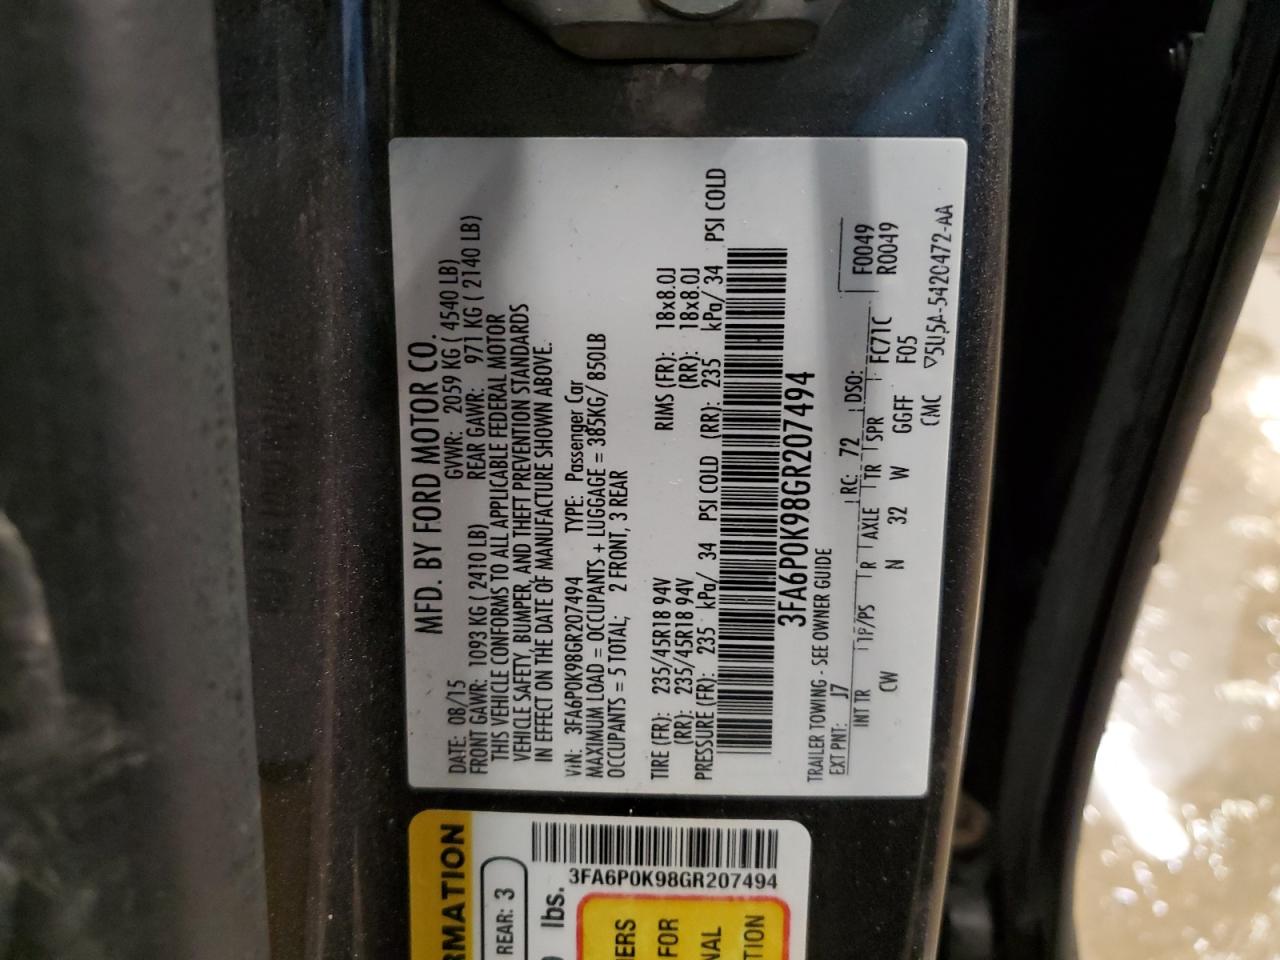 MFD. BY FORD MOTOR CO.
DATE: 08/15 GVWR: 2059 KG ( 4540 LB)
FRONT GAWR: 1093 KG ( 2410 LB) REAR GAWR: 971 KG ( 2140 LB)
THIS VEHICLE CONFORMS TO ALL APPLICABLE FEDERAL MOTOR
VEHICLE SAFETY, BUMPER, AND THEFT PREVENTION STANDARDS
IN EFFECT ON THE DATE OF MANUFACTURE SHOWN ABOVE.
VIN: 3FA6P0K98GR207494 TYPE: Passenger Car
MAXIMUM LOAD = OCCUPANTS + LUGGAGE = 385KG/ 850LB
OCCUPANTS = 5 TOTAL; 2 FRONT, 3 REAR
TIRE (FR): 235/45R18 94V RIMS (FR): 18x8.0J
(RR): 235/45R18 94V (RR): 18x8.0J
PRESSURE (FR): 235 kPa/ 34 PSI COLD (RR): 235 kPa/ 34 PSI COLD
3FA6P0K98GR207494
TRAILER TOWING - SEE OWNER GUIDE
EXT PNT: J7 RC: 72 DSO: F0049
INT TR TP/PS R AXLE TR SPR FC71C R0049
CW N 32 W GGFF F05
CMC ▽5U5A-5420472-AA
RMATION
REAR: 3
lbs.
3FA6P0K98GR207494
FOR